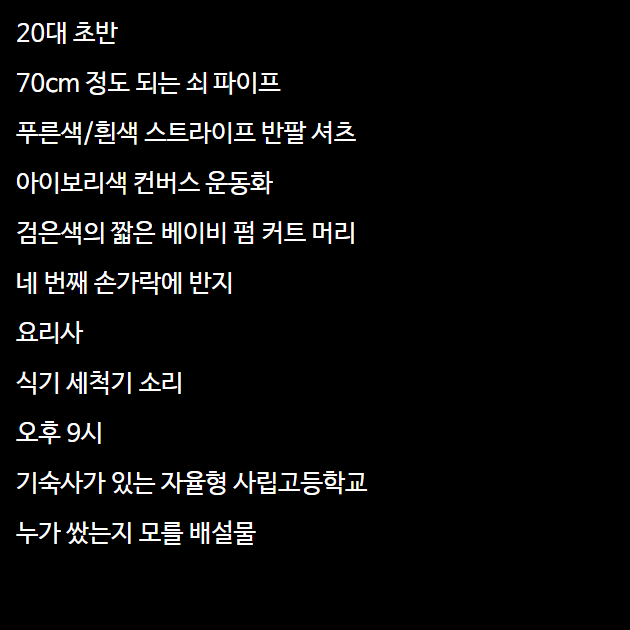 20대 초반
70cm 정도 되는 쇠 파이프
푸른색/흰색 스트라이프 반팔 셔츠
아이보리색 컨버스 운동화
검은색의 짧은 베이비 펌 커트 머리
네 번째 손가락에 반지
요리사
식기 세척기 소리
오후 9시
기숙사가 있는 자율형 사립고등학교
누가 쌌는지 모를 배설물